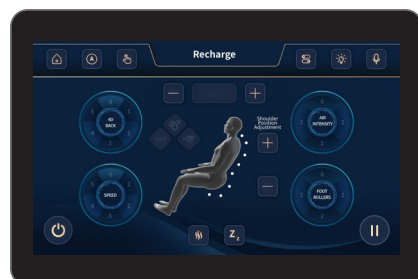 Recharge
A
4D
BACK
Shoulder
Position
Adjustment
AIR
INTENSITY
SPEED
FOOT
ROLLERS
Z z